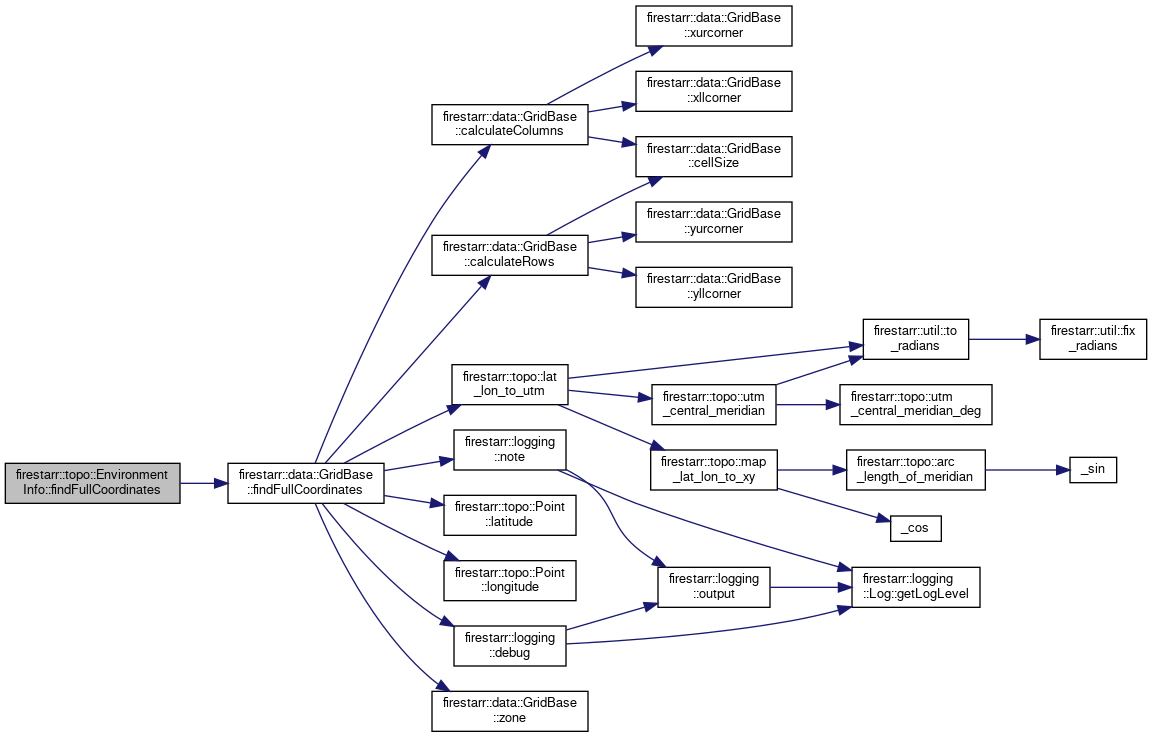 firestarr::topo::Environment
Info::findFullCoordinates
firestarr::data::GridBase
::findFullCoordinates
firestarr::data::GridBase
::calculateColumns
firestarr::data::GridBase
::calculateRows
firestarr::topo::lat
_lon_to_utm
firestarr::logging
::note
firestarr::topo::Point
::latitude
firestarr::topo::Point
::longitude
firestarr::logging
::debug
firestarr::data::GridBase
::zone
firestarr::data::GridBase
::xurcorner
firestarr::data::GridBase
::xllcorner
firestarr::data::GridBase
::cellSize
firestarr::data::GridBase
::yurcorner
firestarr::data::GridBase
::yllcorner
firestarr::topo::utm
_central_meridian
firestarr::topo::map
_lat_lon_to_xy
firestarr::logging
::output
firestarr::util::to
_radians
firestarr::topo::utm
_central_meridian_deg
firestarr::topo::arc
_length_of_meridian
_cos
firestarr::logging
::Log::getLogLevel
firestarr::util::fix
_radians
_sin